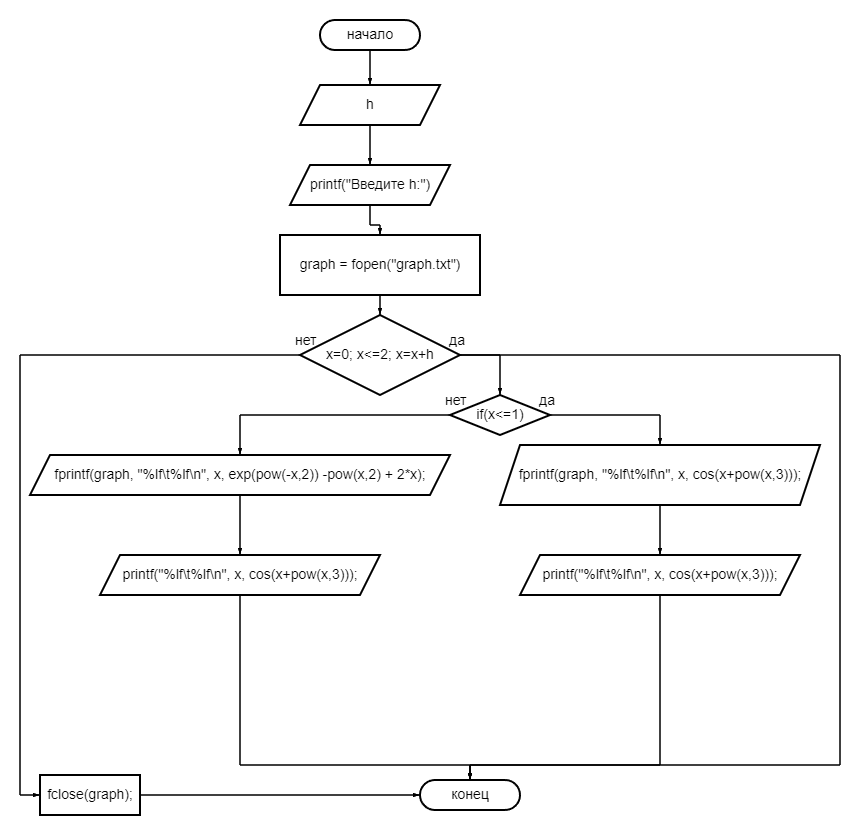 начало
h
printf("Введите h:")
graph = fopen("graph.txt")
нет
да
x=0; x<=2; x=x+h
нет
да
if(x<=1)
fprintf(graph, "%lf\t%lf\n", x, exp(pow(-x,2)) -pow(x,2) + 2*x);
fprintf(graph, "%lf\t%lf\n", x, cos(x+pow(x,3)));
printf("%lf\t%lf\n", x, cos(x+pow(x,3)));
printf("%lf\t%lf\n", x, cos(x+pow(x,3)));
fclose(graph);
конец